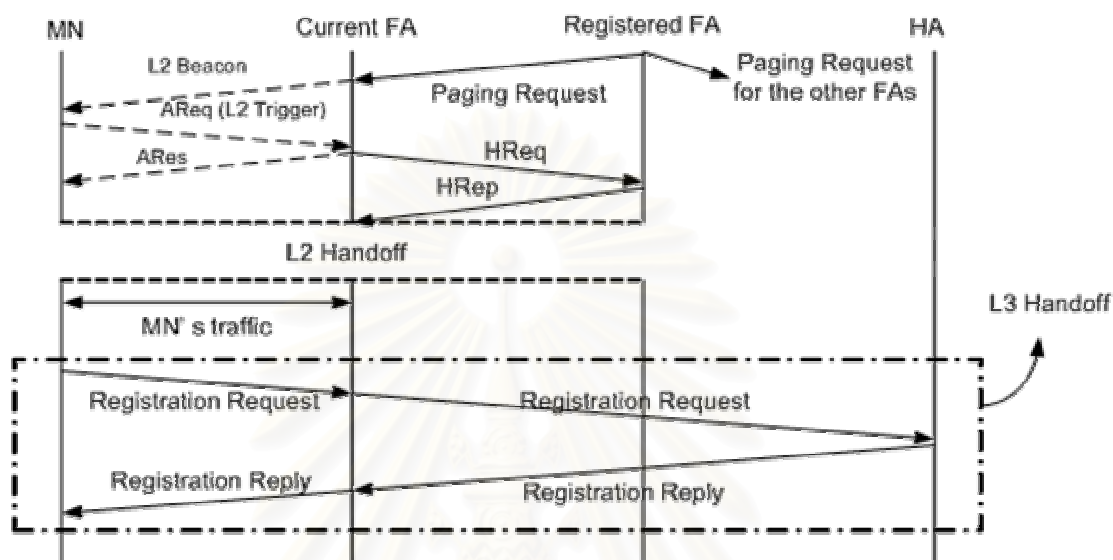 MN
Current FA
Registered FA
HA
L2 Beacon
Paging Request
for the other FAs
Paging Request
AReq (L2 Trigger)
ARes
HReq
HRep
L2 Handoff
MN' s traffic
L3 Handoff
Registration Request
Registration Request
Registration Reply
Registration Reply